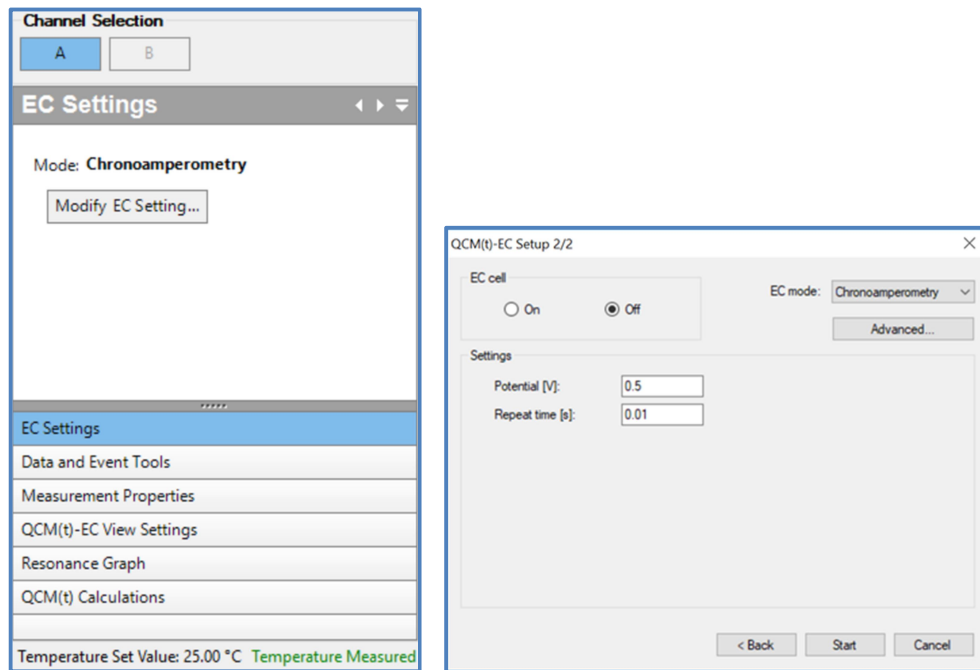 Channel Selection
A
B
EC Settings
Mode: Chronoamperometry
Modify EC Setting...
EC Settings
Data and Event Tools
Measurement Properties
QCM(t)-EC View Settings
Resonance Graph
QCM(t) Calculations
Temperature Set Value: 25.00 °C Temperature Measured
QCM(t)-EC Setup 2/2
EC cell
On
Off
EC mode: Chronoamperometry
Advanced...
Settings
Potential [V]: 0.5
Repeat time [s]: 0.01
< Back
Start
Cancel